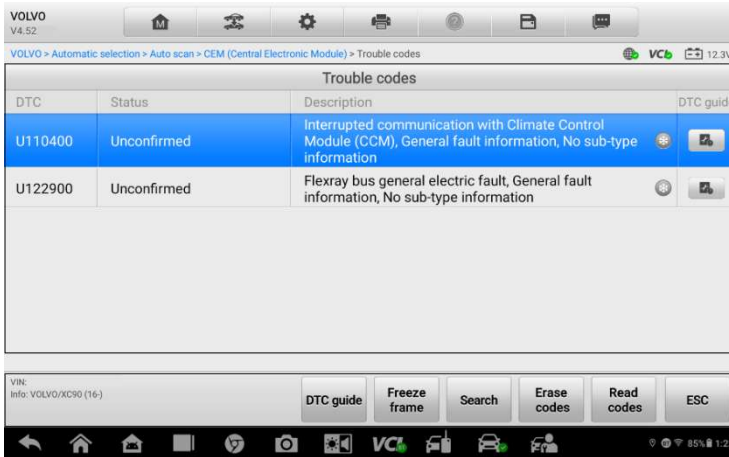 VOLVO
V4.52
VOLVO > Automatic selection > Auto scan > CEM (Central Electronic Module) > Trouble codes
VCI 12.3V
Trouble codes
DTC Status Description DTC guid
U110400 Unconfirmed Interrupted communication with Climate Control
Module (CCM), General fault information, No sub-type
information
U122900 Unconfirmed Flexray bus general electric fault, General fault
information, No sub-type information
VIN:
Info: VOLVO/XC90 (16-)
DTC guide
Freeze
frame
Search
Erase
codes
Read
codes
ESC
VCI 85% 1:2